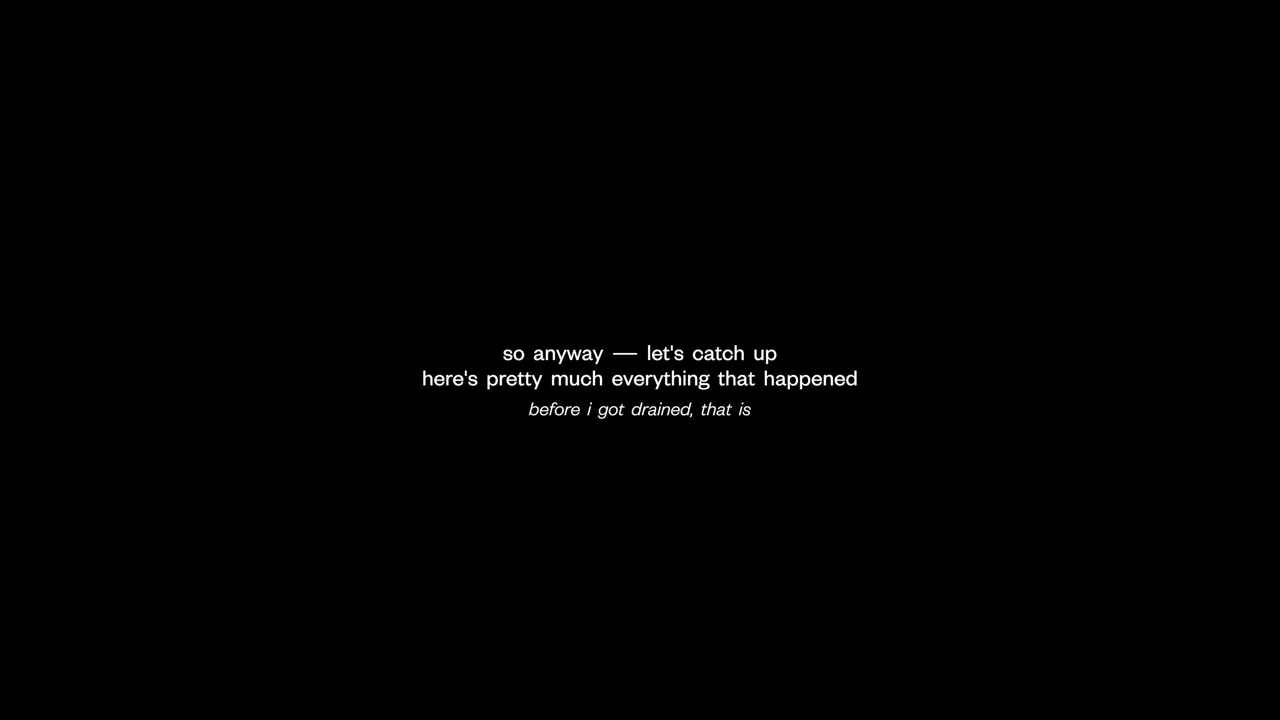 so anyway — let's catch up
here's pretty much everything that happened
before i got drained, that is